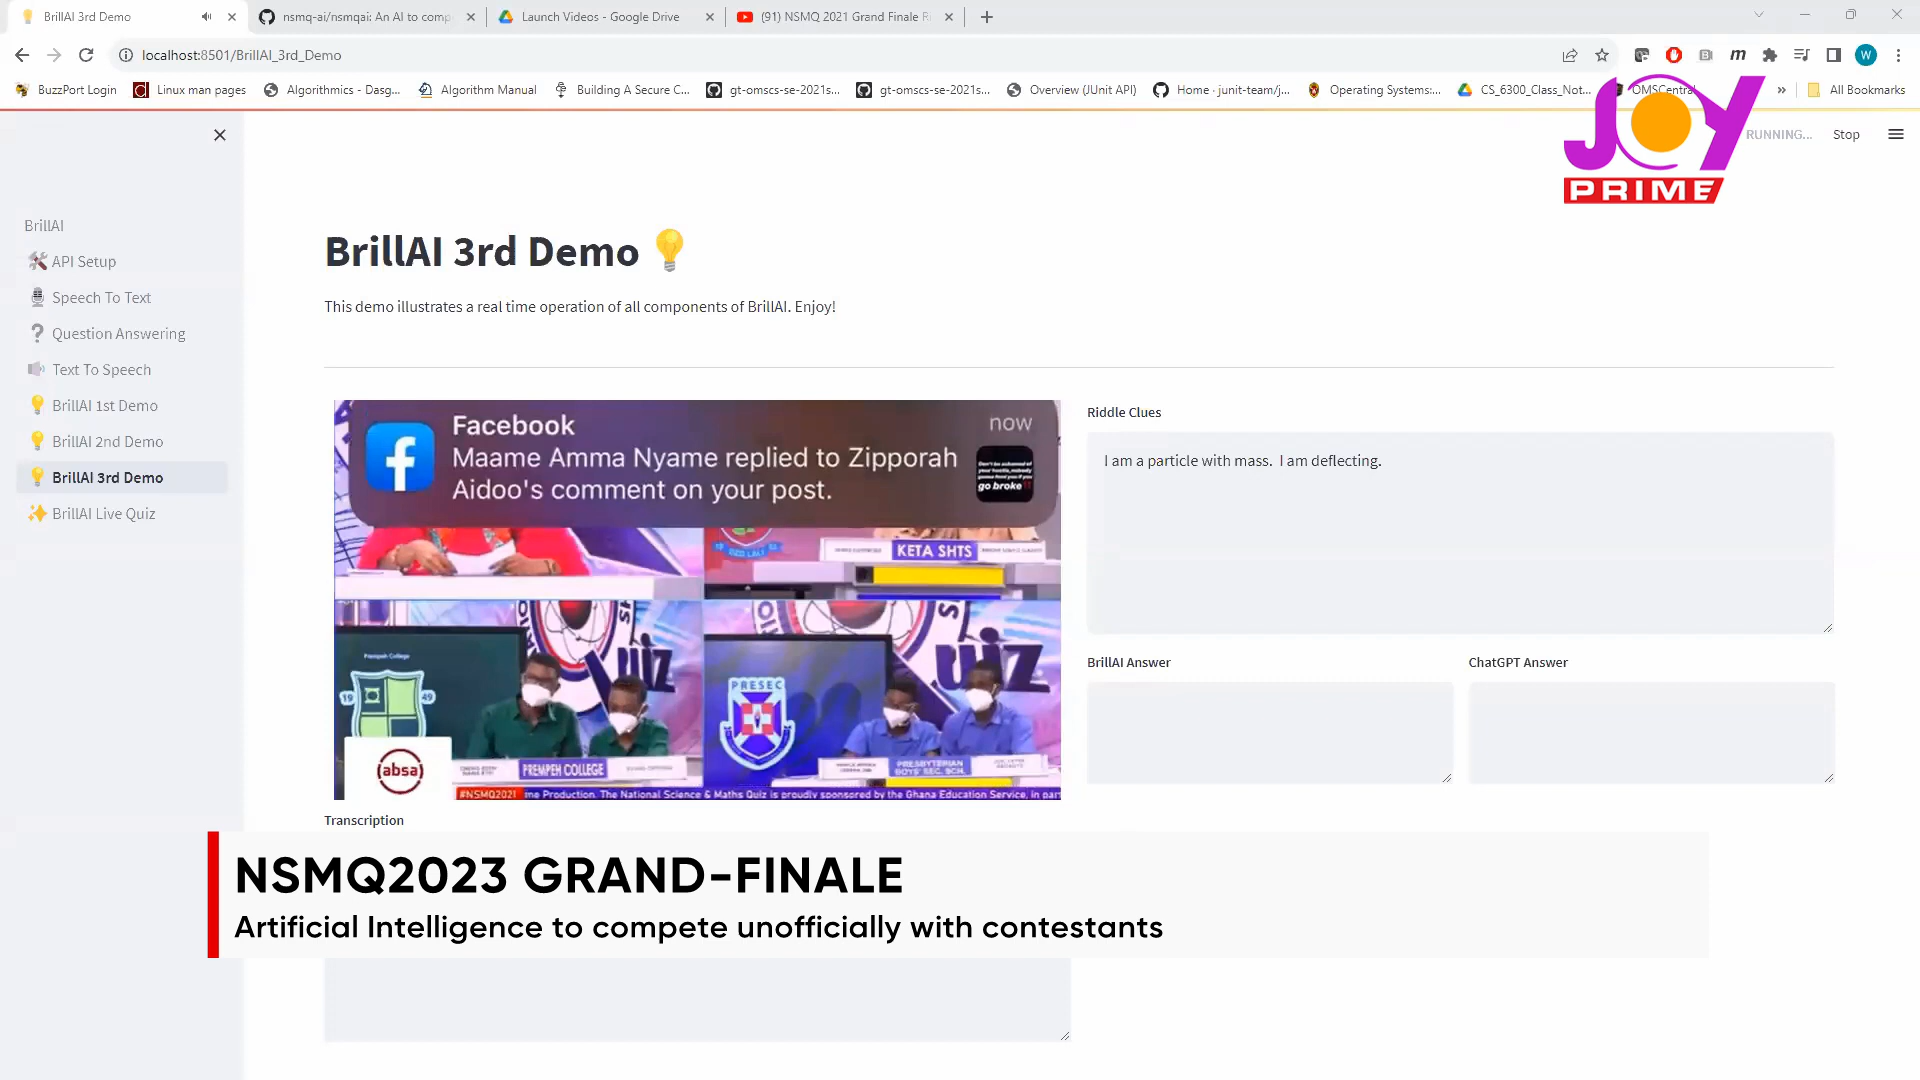 BrillAI 3rd Demo
nsmq-ai/nsmqai: An AI to comp
Launch Videos - Google Drive
(91) NSMQ 2021 Grand Finale R
localhost:8501/BrillAI_3rd_Demo
W
BuzzPort Login
Linux man pages
Algorithmics - Dasg...
Algorithm Manual
Building A Secure C...
gt-omscs-se-2021s...
gt-omscs-se-2021s...
Overview (JUnit API)
Home · junit-team/j...
Operating Systems:...
CS_6300_Class_Not...
OMSCentral
All Bookmarks
JOY
PRIME
RUNNING...
Stop
BrillAI
API Setup
Speech To Text
Question Answering
Text To Speech
BrillAI 1st Demo
BrillAI 2nd Demo
BrillAI 3rd Demo
BrillAI Live Quiz
BrillAI 3rd Demo
This demo illustrates a real time operation of all components of BrillAI. Enjoy!
Facebook
now
Maame Amma Nyame replied to Zipporah
Aidoo's comment on your post.
go broke
KETA SHTS
Prempeh College
19 49
PRESEC
absa
PREMPEH COLLEGE
PRESBYTERIAN
BOYS' SEC. SCH.
#NSMQ2021 me Production. The National Science & Maths Quiz is proudly sponsored by the Ghana Education Service, in par
Riddle Clues
I am a particle with mass. I am deflecting.
BrillAI Answer
ChatGPT Answer
Transcription
NSMQ2023 GRAND-FINALE
Artificial Intelligence to compete unofficially with contestants